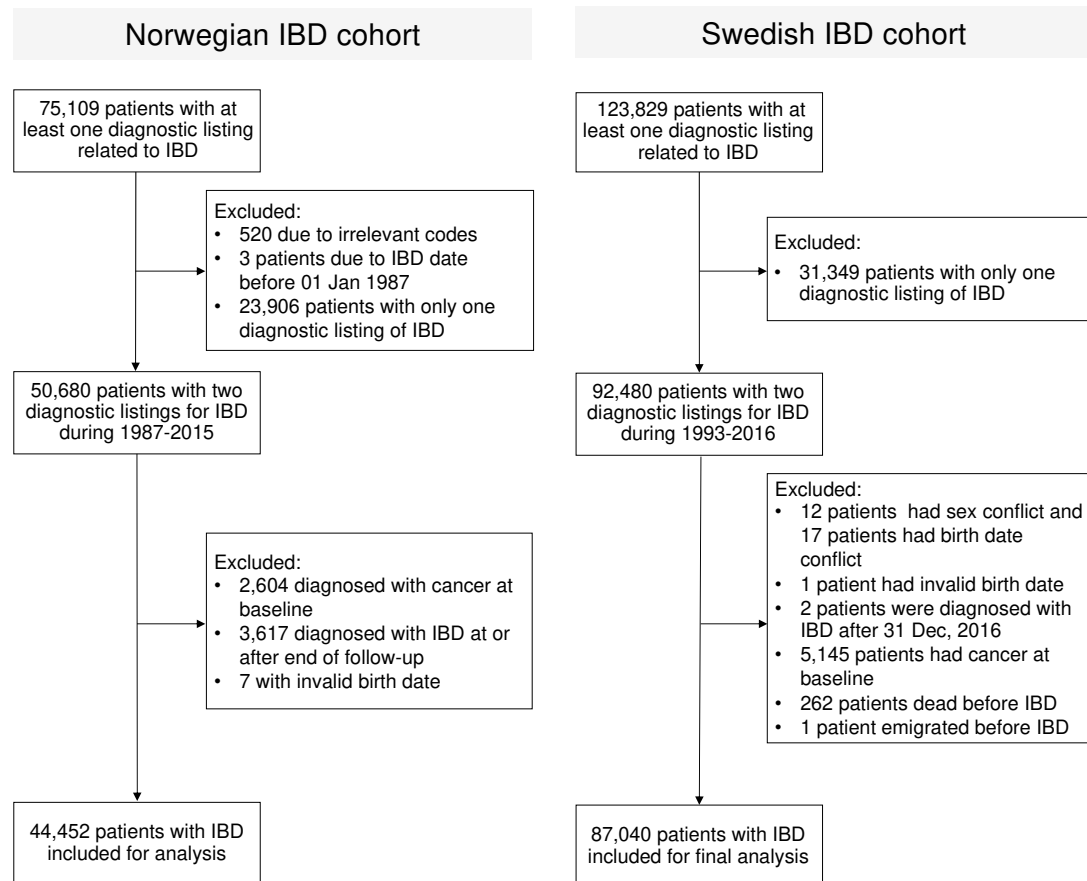 Norwegian IBD cohort
75,109 patients with at
least one diagnostic listing
related to IBD
Excluded:
• 520 due to irrelevant codes
• 3 patients due to IBD date
before 01 Jan 1987
• 23,906 patients with only one
diagnostic listing of IBD
50,680 patients with two
diagnostic listings for IBD
during 1987-2015
Excluded:
• 2,604 diagnosed with cancer at
baseline
• 3,617 diagnosed with IBD at or
after end of follow-up
• 7 with invalid birth date
44,452 patients with IBD
included for analysis
Swedish IBD cohort
123,829 patients with at
least one diagnostic listing
related to IBD
Excluded:
• 31,349 patients with only one
diagnostic listing of IBD
92,480 patients with two
diagnostic listings for IBD
during 1993-2016
Excluded:
• 12 patients had sex conflict and
17 patients had birth date
conflict
• 1 patient had invalid birth date
• 2 patients were diagnosed with
IBD after 31 Dec, 2016
• 5,145 patients had cancer at
baseline
• 262 patients dead before IBD
• 1 patient emigrated before IBD
87,040 patients with IBD
included for final analysis